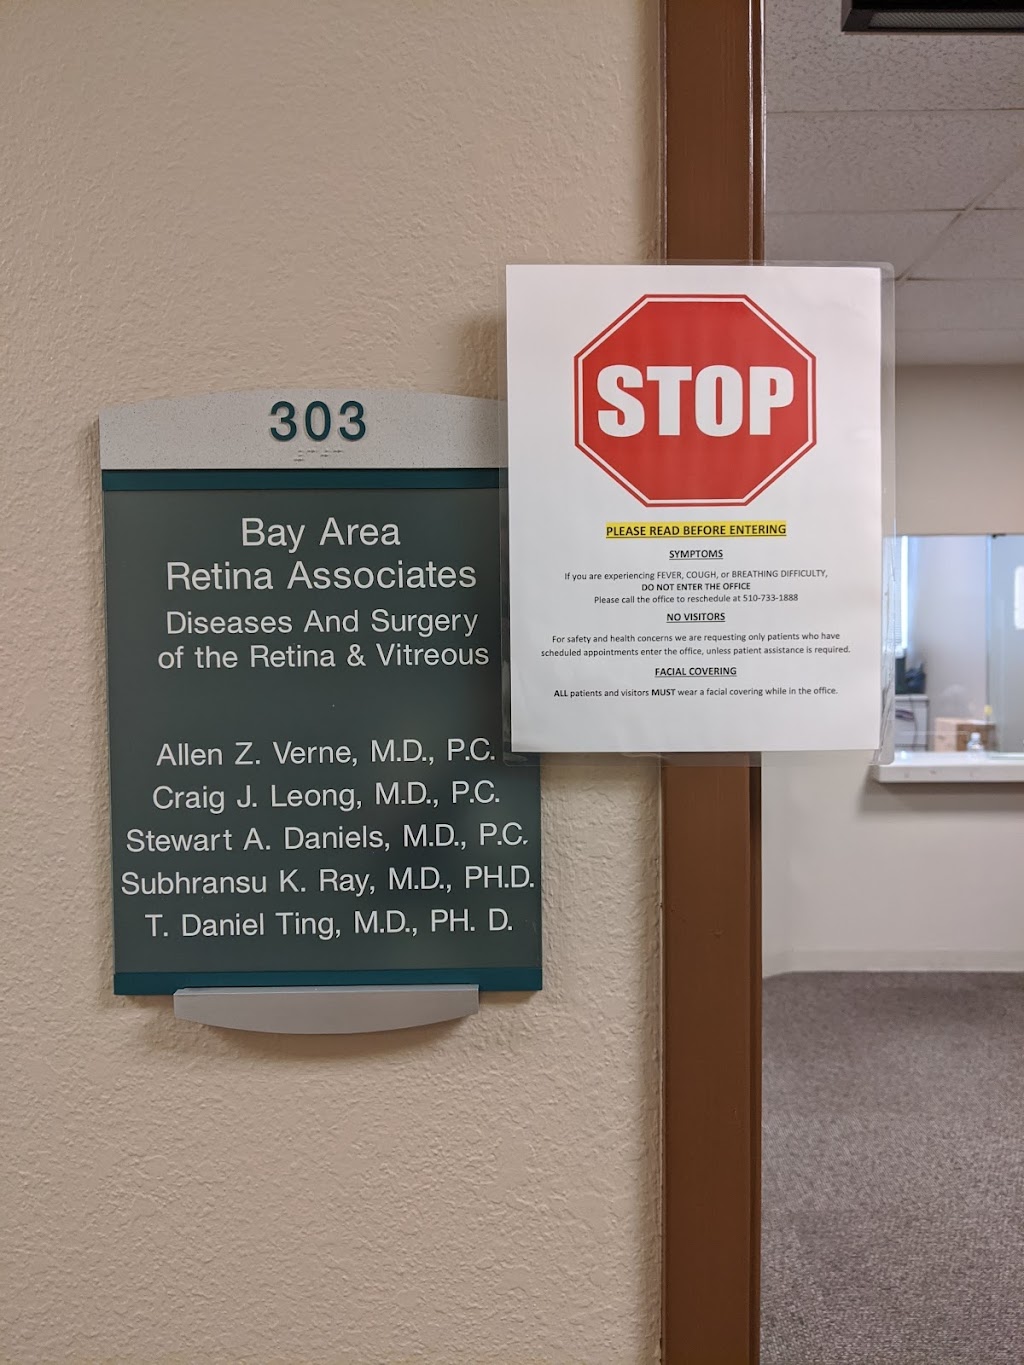 303
Bay Area
Retina Associates
Diseases And Surgery
of the Retina & Vitreous
Allen Z. Verne, M.D., P.C.
Craig J. Leong, M.D., P.C.
Stewart A. Daniels, M.D., P.C.
Subhransu K. Ray, M.D., PH.D.
T. Daniel Ting, M.D., PH. D.
STOP
PLEASE READ BEFORE ENTERING
SYMPTOMS
If you are experiencing FEVER, COUGH, or BREATHING DIFFICULTY,
DO NOT ENTER THE OFFICE
Please call the office to reschedule at 510-733-1888
NO VISITORS
For safety and health concerns we are requesting only patients who have
scheduled appointments enter the office, unless patient assistance is required.
FACIAL COVERING
ALL patients and visitors MUST wear a facial covering while in the office.